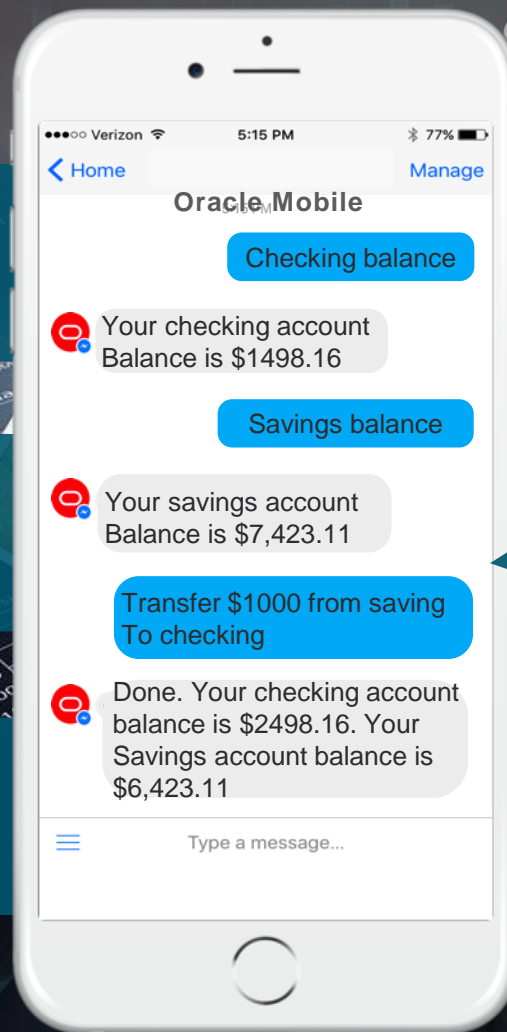 Verizon 5:15 PM 77%
Home Manage
Oracle Mobile
Checking balance
Your checking account
Balance is $1498.16
Savings balance
Your savings account
Balance is $7,423.11
Transfer $1000 from saving
To checking
Done. Your checking account
balance is $2498.16. Your
Savings account balance is
$6,423.11
Type a message...